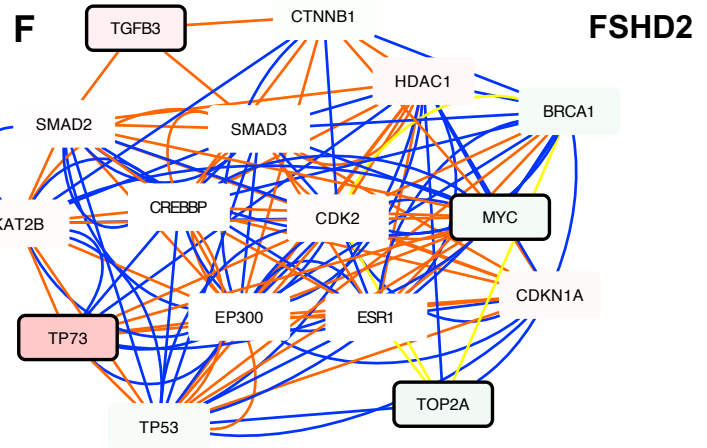 F
FSHD2
TGFB3
CTNNB1
HDAC1
BRCA1
SMAD2
SMAD3
KAT2B
CREBBP
CDK2
MYC
CDKN1A
EP300
ESR1
TP73
TOP2A
TP53